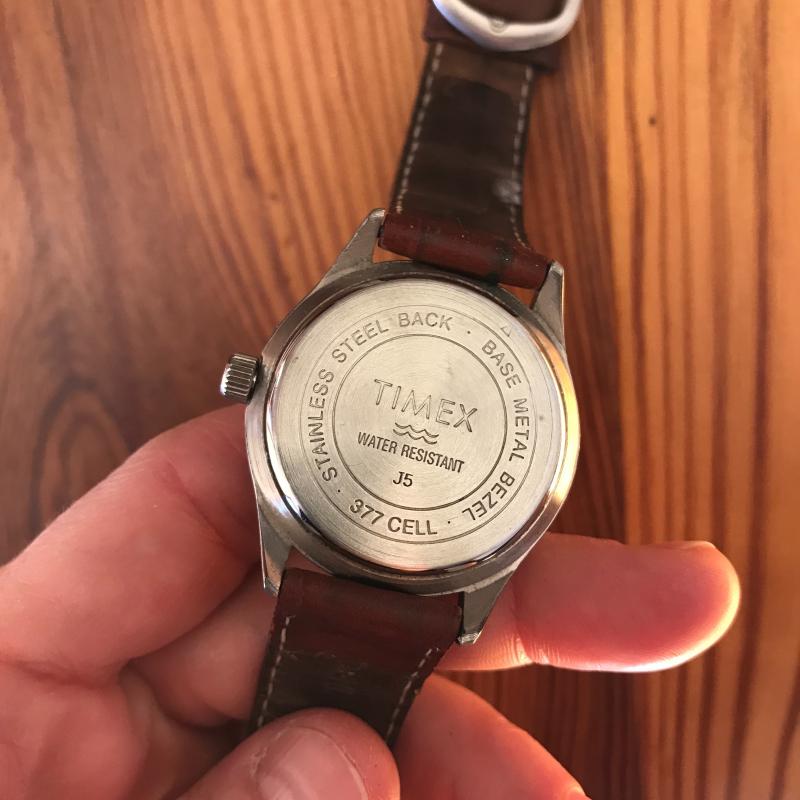 STAINLESS STEEL BACK · BASE METAL BEZEL · 377 CELL ·
TIMEX
WATER RESISTANT
J5